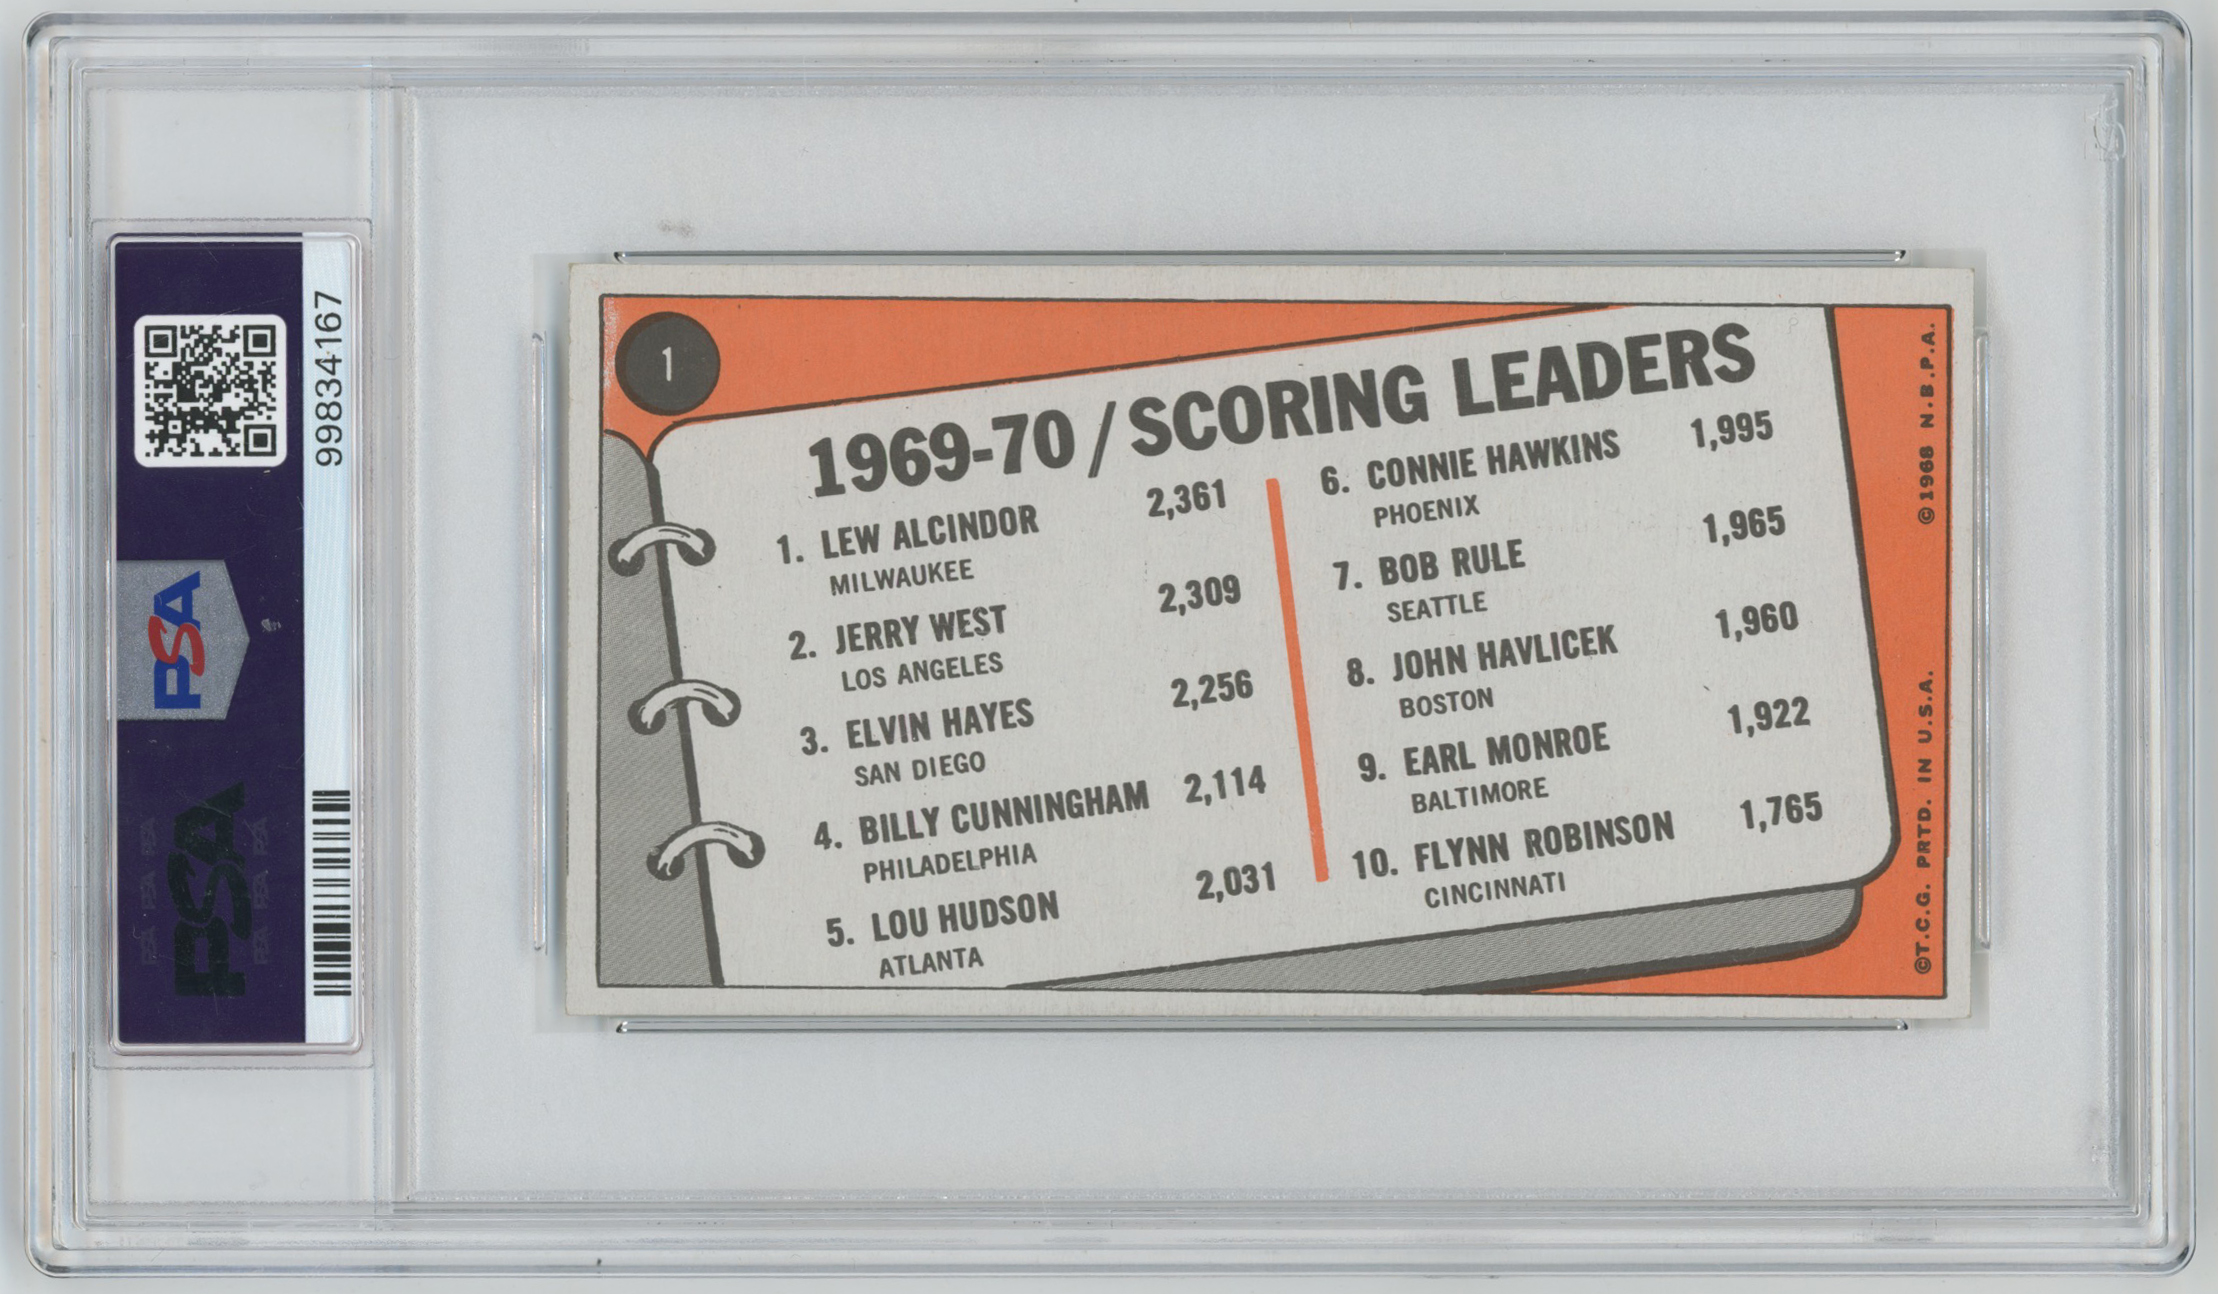 99834167
PSA
PSA
1
1969-70/SCORING LEADERS
1. LEW ALCINDOR 2,361
MILWAUKEE
2. JERRY WEST 2,309
LOS ANGELES
3. ELVIN HAYES 2,256
SAN DIEGO
4. BILLY CUNNINGHAM 2,114
PHILADELPHIA
5. LOU HUDSON 2,031
ATLANTA
6. CONNIE HAWKINS 1,995
PHOENIX
7. BOB RULE 1,965
SEATTLE
8. JOHN HAVLICEK 1,960
BOSTON
9. EARL MONROE 1,922
BALTIMORE
10. FLYNN ROBINSON 1,765
CINCINNATI
©T.C.G. PRTD. IN U.S.A. ©1968 N.B.P.A.